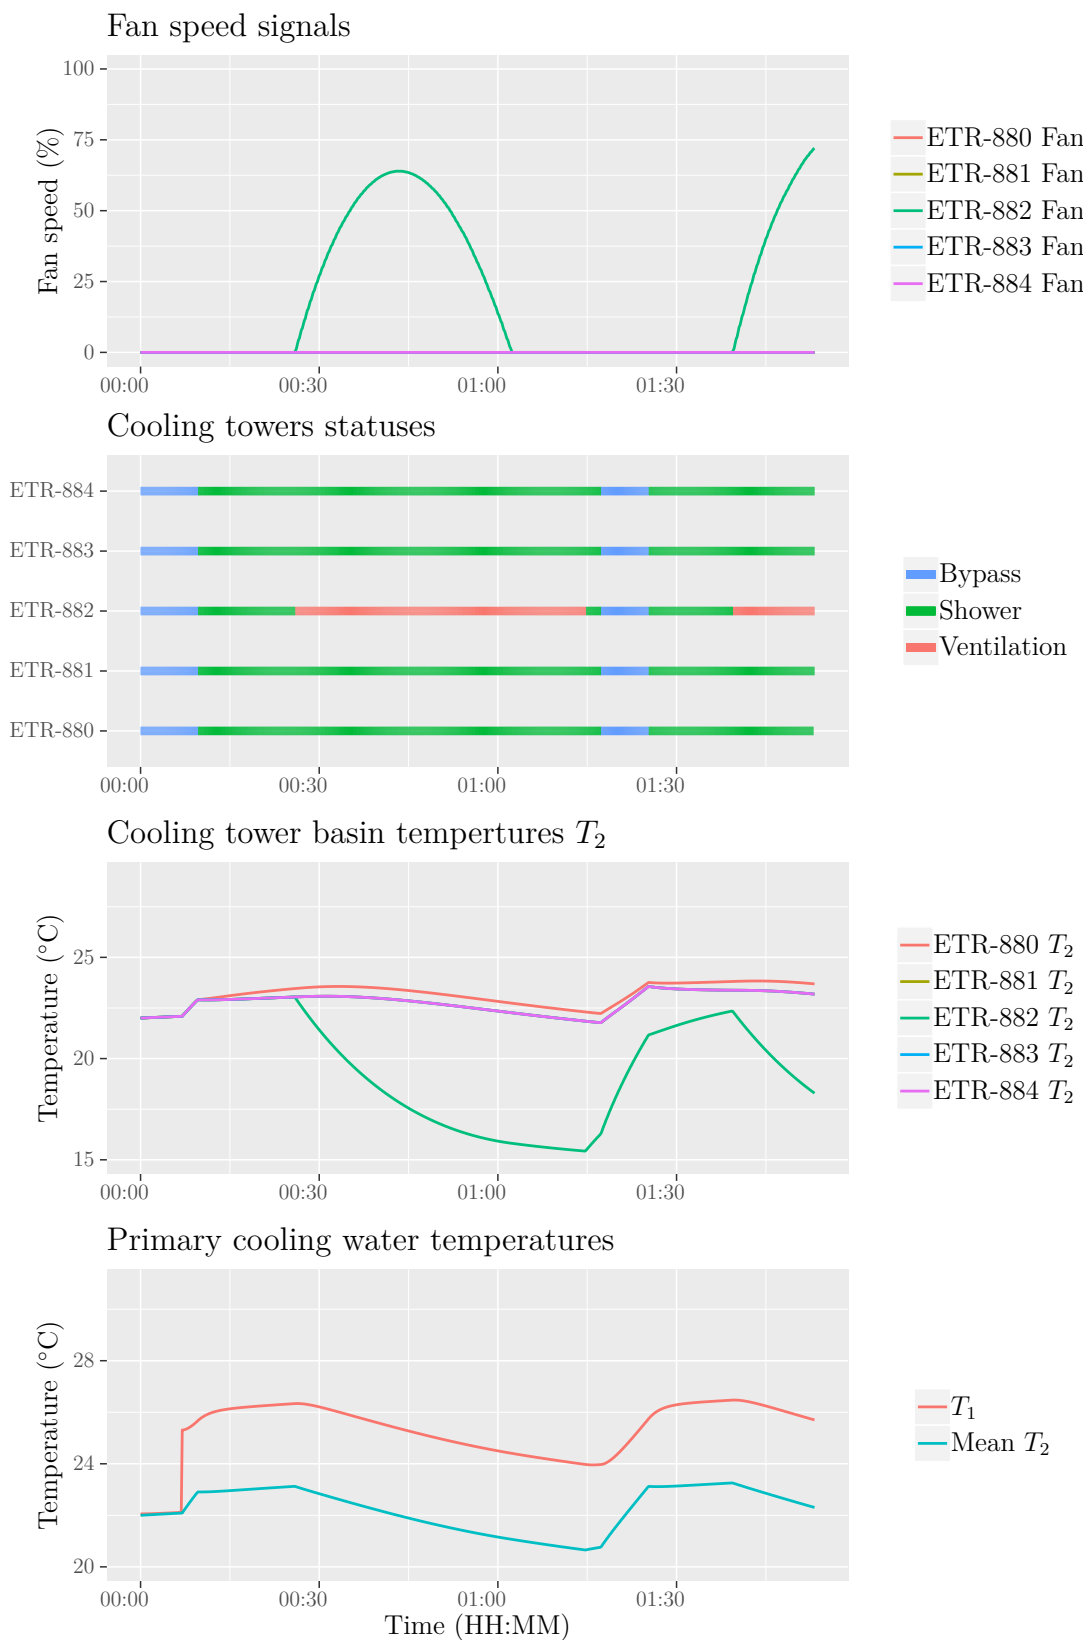 Fan speed signals
Fan speed (%)
100
75
50
25
0
00:00 00:30 01:00 01:30
ETR-880 Fan
ETR-881 Fan
ETR-882 Fan
ETR-883 Fan
ETR-884 Fan
Cooling towers statuses
ETR-884
ETR-883
ETR-882
ETR-881
ETR-880
00:00 00:30 01:00 01:30
Bypass
Shower
Ventilation
Cooling tower basin tempertures T₂
Temperature (°C)
25
20
15
00:00 00:30 01:00 01:30
ETR-880 T₂
ETR-881 T₂
ETR-882 T₂
ETR-883 T₂
ETR-884 T₂
Primary cooling water temperatures
Temperature (°C)
28
24
20
00:00 00:30 01:00 01:30
Time (HH:MM)
T₁
Mean T₂